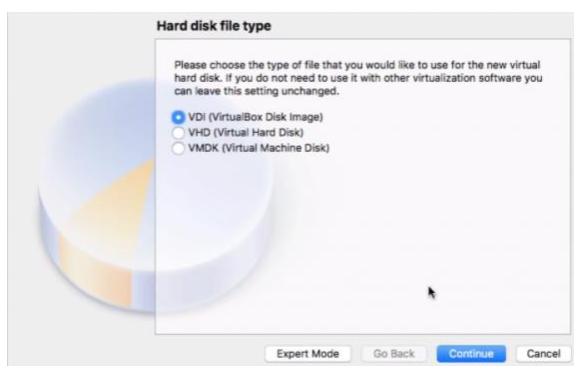 Hard disk file type
Please choose the type of file that you would like to use for the new virtual
hard disk. If you do not need to use it with other virtualization software you
can leave this setting unchanged.
VDI (VirtualBox Disk Image)
VHD (Virtual Hard Disk)
VMDK (Virtual Machine Disk)
Expert Mode Go Back Continue Cancel